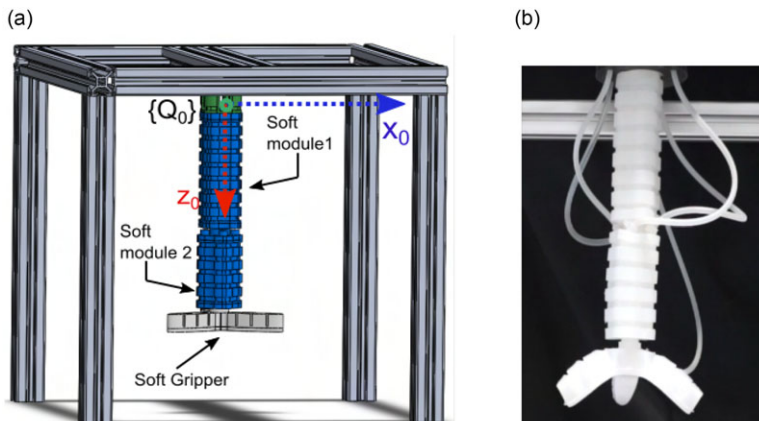 (a)
(b)
{Q₀}
X₀
Soft
module1
Z₀
Soft
module 2
Soft Gripper